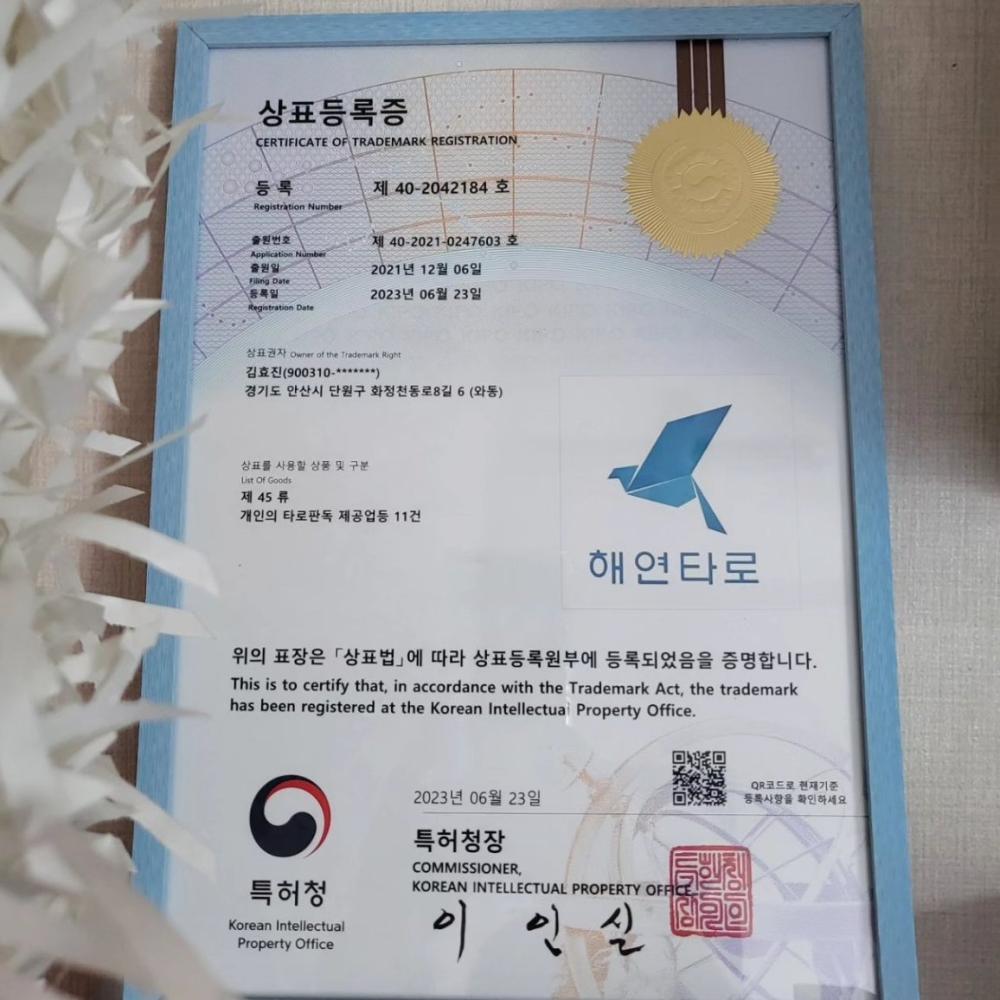 상표등록증
CERTIFICATE OF TRADEMARK REGISTRATION
등 록 제 40-2042184 호
Registration Number
출원번호 제 40-2021-0247603 호
Application Number
출원일 2021년 12월 06일
Filing Date
등록일 2023년 06월 23일
Registration Date
상표권자 Owner of the Trademark Right
김효진(900310-*******)
경기도 안산시 단원구 화정천동로8길 6 (와동)
상표를 사용할 상품 및 구분
List Of Goods
제 45 류
개인의 타로판독 제공업등 11건
해연타로
위의 표장은 「상표법」에 따라 상표등록원부에 등록되었음을 증명합니다.
This is to certify that, in accordance with the Trademark Act, the trademark
has been registered at the Korean Intellectual Property Office.
QR코드로 현재기준
등록사항을 확인하세요
2023년 06월 23일
특허청장
COMMISSIONER,
KOREAN INTELLECTUAL PROPERTY OFFICE
이 인 실
특허청
Korean Intellectual
Property Office